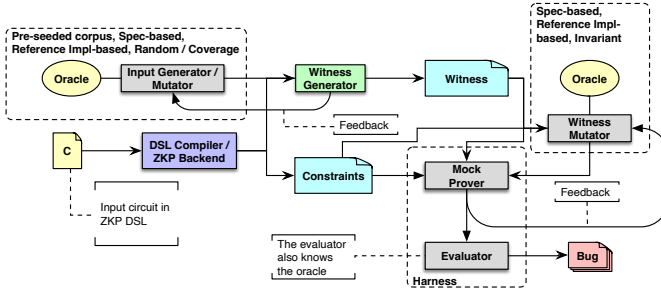 Pre-seeded corpus, Spec-based,
Reference Impl-based, Random / Coverage
Oracle
Input Generator /
Mutator
Witness
Generator
Witness
Spec-based,
Reference Impl-
based, Invariant
Oracle
Witness
Mutator
Feedback
C
DSL Compiler /
ZKP Backend
Constraints
Mock
Prover
Input circuit in
ZKP DSL
Feedback
The evaluator
also knows
the oracle
Evaluator
Bug
Harness